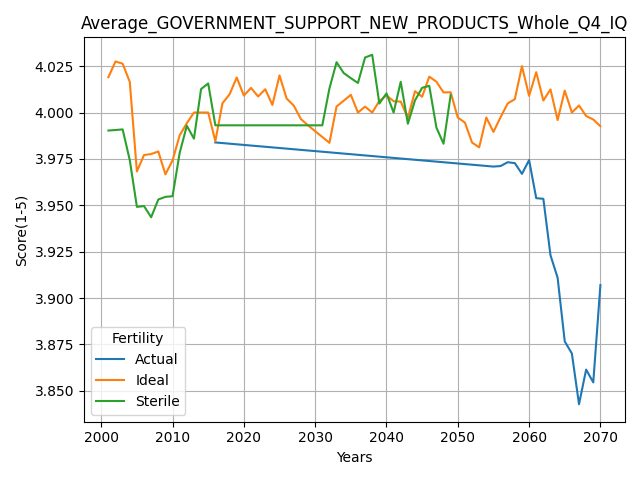 Average_GOVERNMENT_SUPPORT_NEW_PRODUCTS_Whole_Q4_IQ
4.025
4.000
3.975
3.950
3.925
3.900
3.875
3.850
Score(1-5)
Fertility
Actual
Ideal
Sterile
2000 2010 2020 2030 2040 2050 2060 2070
Years